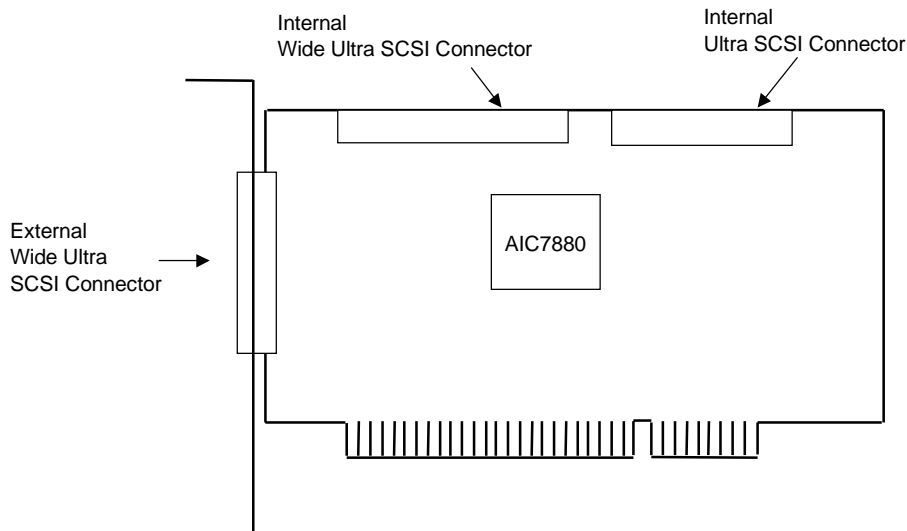 Internal
Wide Ultra SCSI Connector
Internal
Ultra SCSI Connector
External
Wide Ultra
SCSI Connector
AIC7880